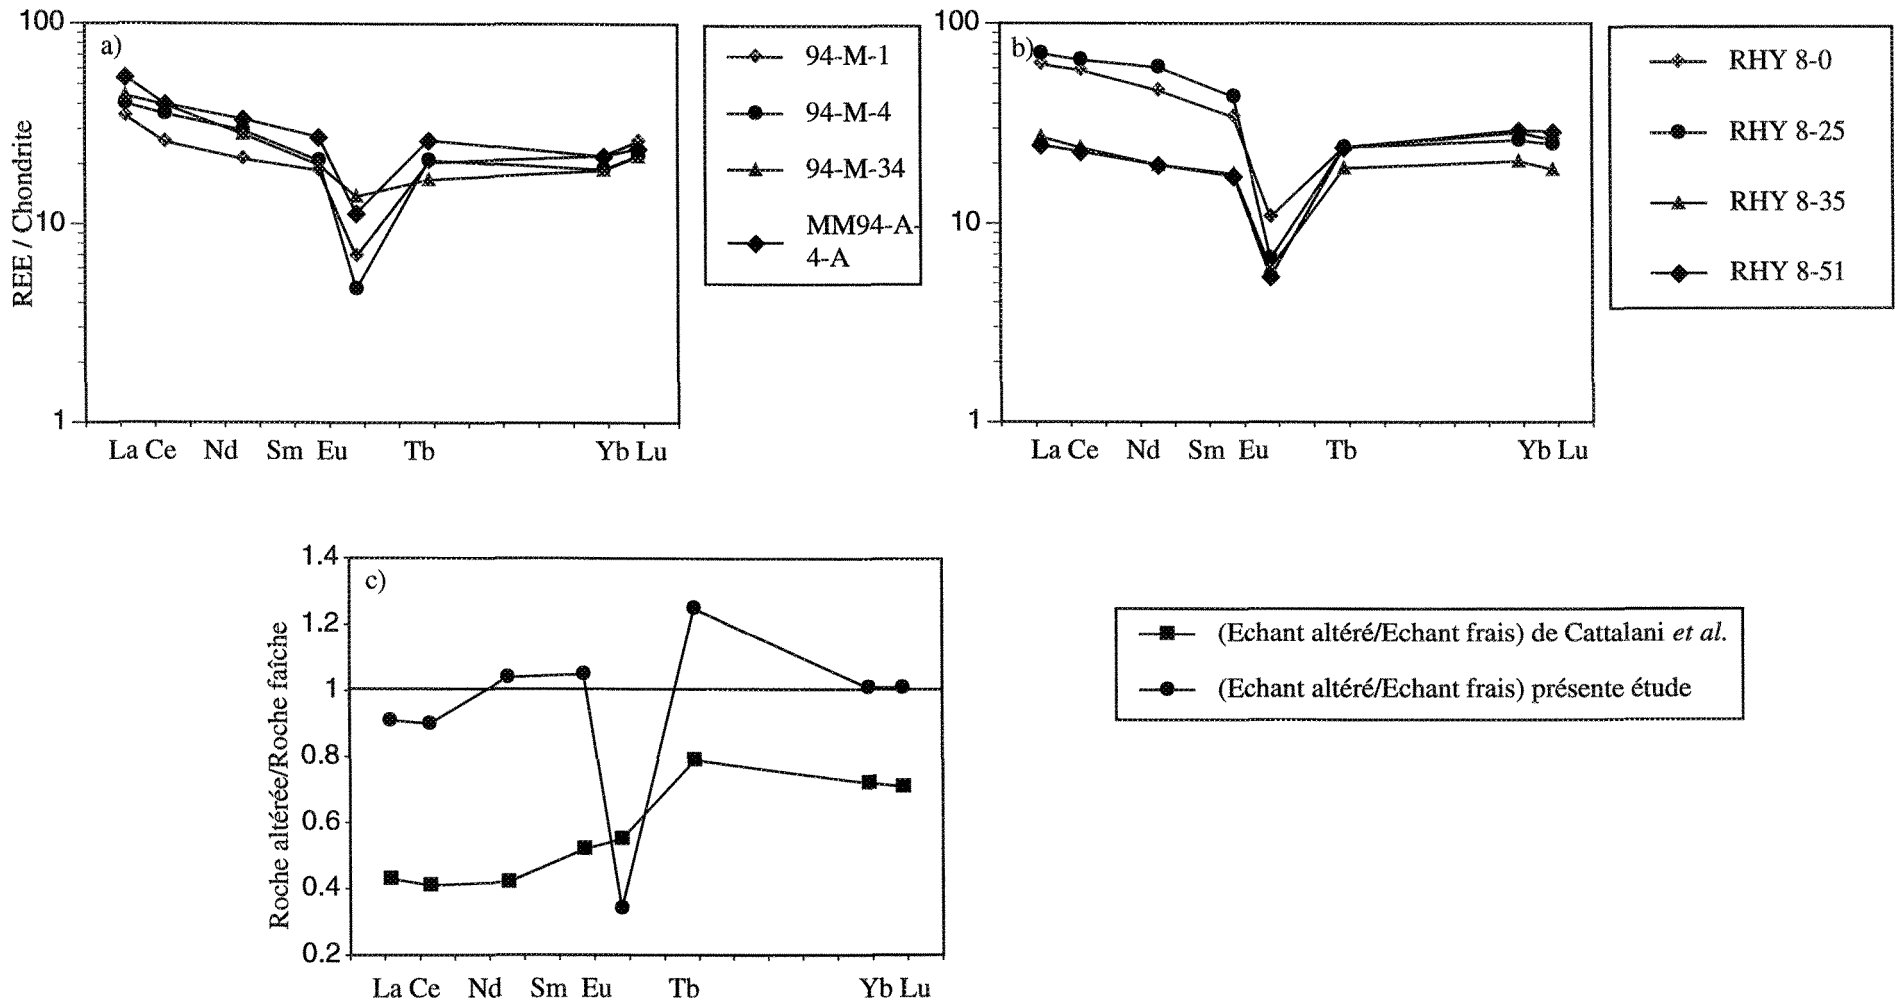 a)
100
10
1
REE / Chondrite
La Ce Nd Sm Eu Tb Yb Lu
94-M-1
94-M-4
94-M-34
MM94-A-
4-A
b)
100
10
1
La Ce Nd Sm Eu Tb Yb Lu
RHY 8-0
RHY 8-25
RHY 8-35
RHY 8-51
c)
1.4
1.2
1
0.8
0.6
0.4
0.2
Roche altérée/Roche faîche
La Ce Nd Sm Eu Tb Yb Lu
(Echant altéré/Echant frais) de Cattalani et al.
(Echant altéré/Echant frais) présente étude